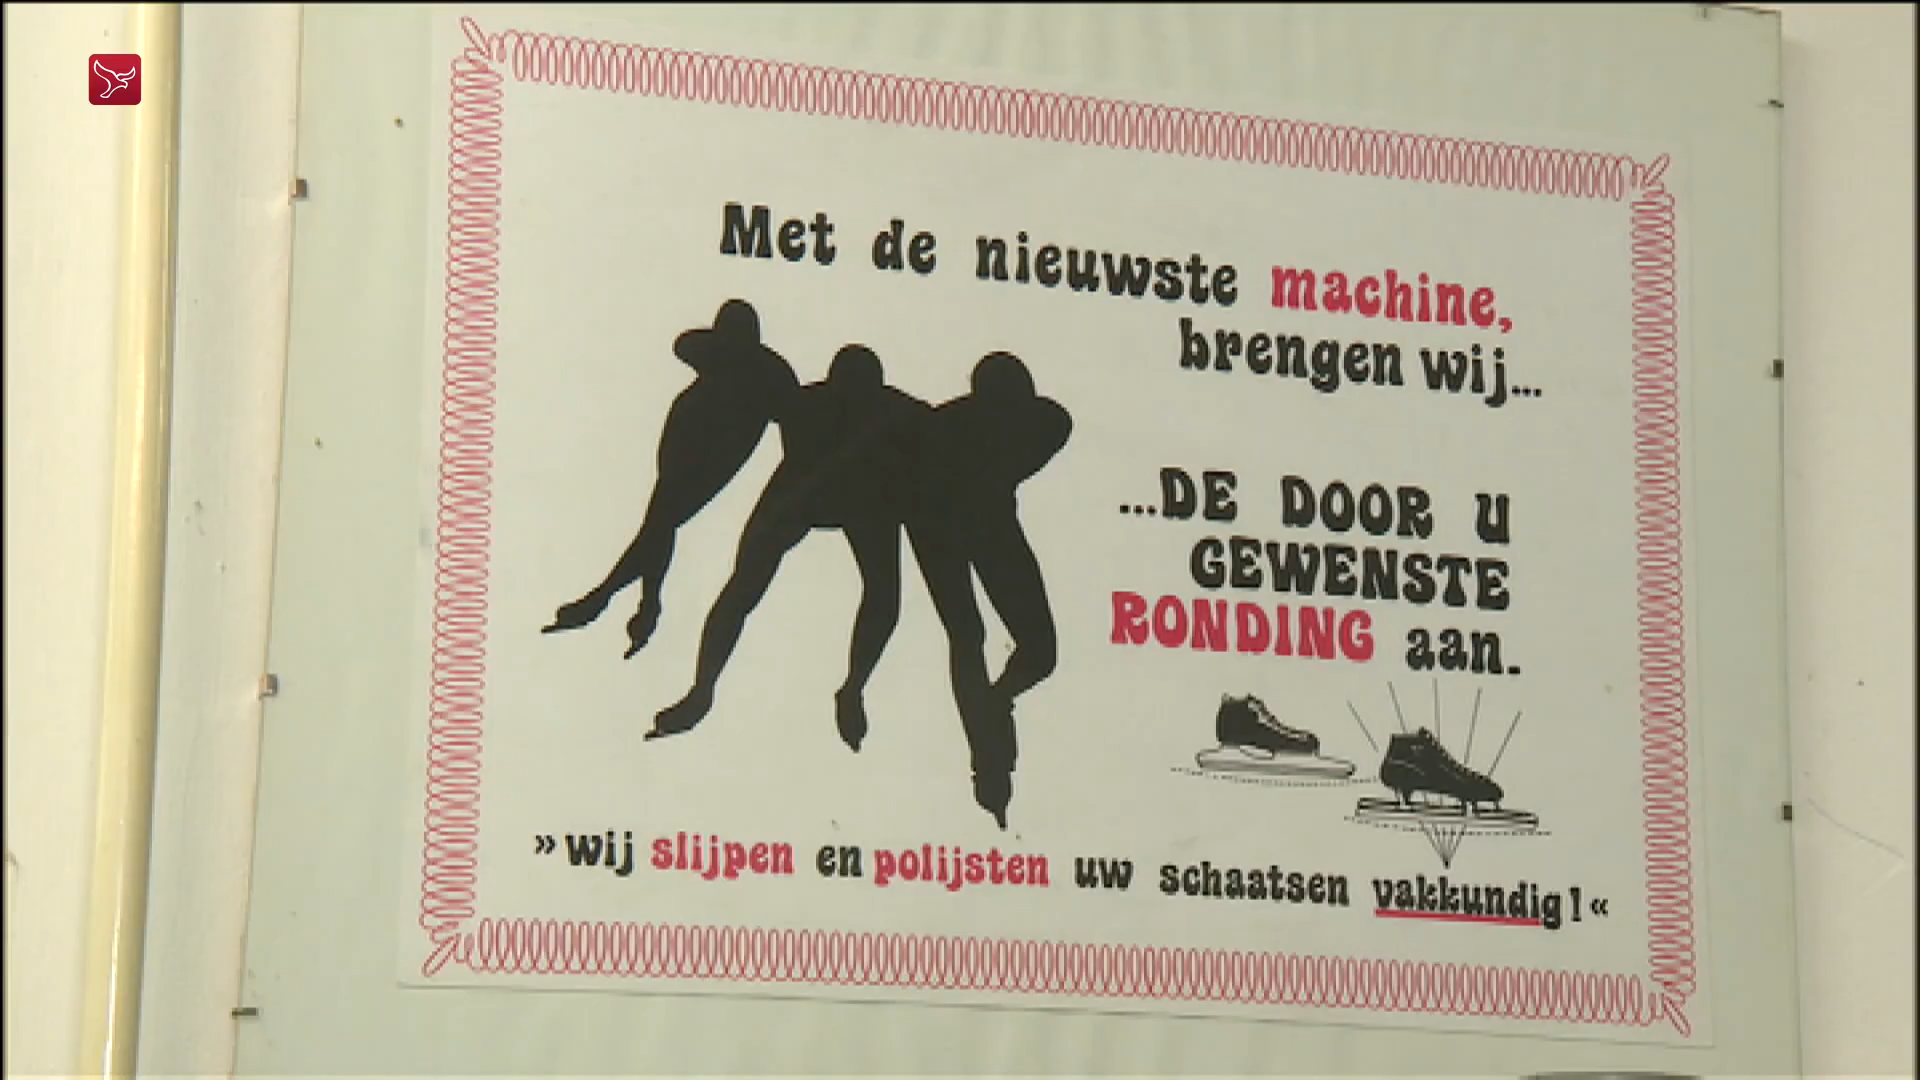 Met de nieuwste machine,
brengen wij...
...DE DOOR U
GEWENSTE
RONDING aan.
»wij slijpen en polijsten uw schaatsen vakkundig!«